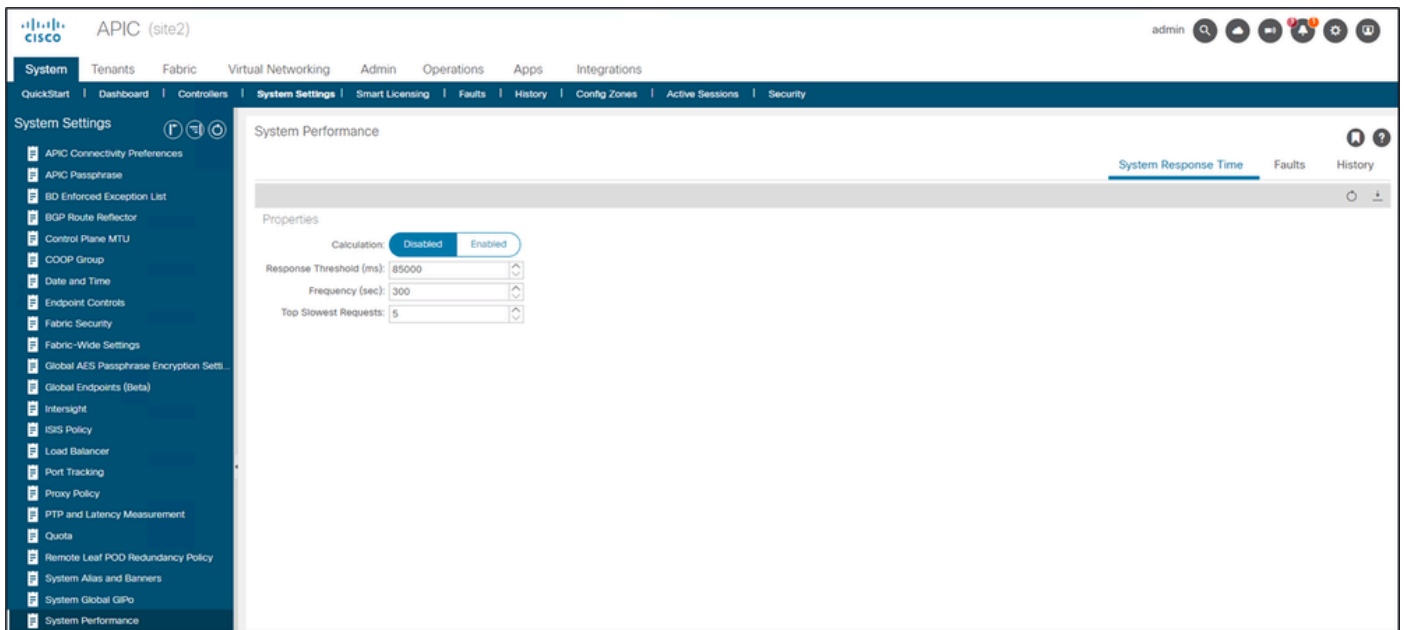 CISCO
APIC (site2)
admin
System Tenants Fabric Virtual Networking Admin Operations Apps Integrations
QuickStart | Dashboard | Controllers | System Settings | Smart Licensing | Faults | History | Config Zones | Active Sessions | Security
System Settings
APIC Connectivity Preferences
APIC Passphrase
BD Enforced Exception List
BGP Route Reflector
Control Plane MTU
COOP Group
Date and Time
Endpoint Controls
Fabric Security
Fabric-Wide Settings
Global AES Passphrase Encryption Setti...
Global Endpoints (Beta)
Intersight
ISIS Policy
Load Balancer
Port Tracking
Proxy Policy
PTP and Latency Measurement
Quota
Remote Leaf POD Redundancy Policy
System Alias and Banners
System Global GIPo
System Performance
System Performance
System Response Time Faults History
Properties
Calculation: Disabled Enabled
Response Threshold (ms): 85000
Frequency (sec): 300
Top Slowest Requests: 5